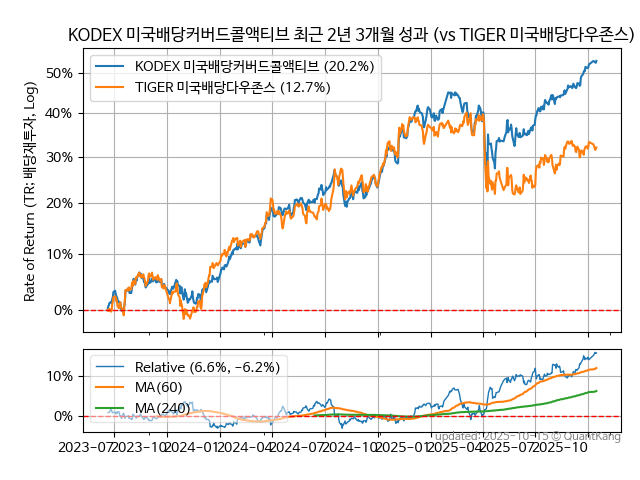 KODEX 미국배당커버드콜액티브 최근 2년 3개월 성과 (vs TIGER 미국배당다우존스)
KODEX 미국배당커버드콜액티브 (20.2%)
TIGER 미국배당다우존스 (12.7%)
Rate of Return (TR: 배당재투자, Log)
50%
40%
30%
20%
10%
0%
Relative (6.6%, -6.2%)
MA(60)
MA(240)
10%
0%
2023-07
2023-10
2024-01
2024-04
2024-07
2024-10
2025-01
2025-04
2025-07
2025-10
updated: 2025-10-15 © QuantKang